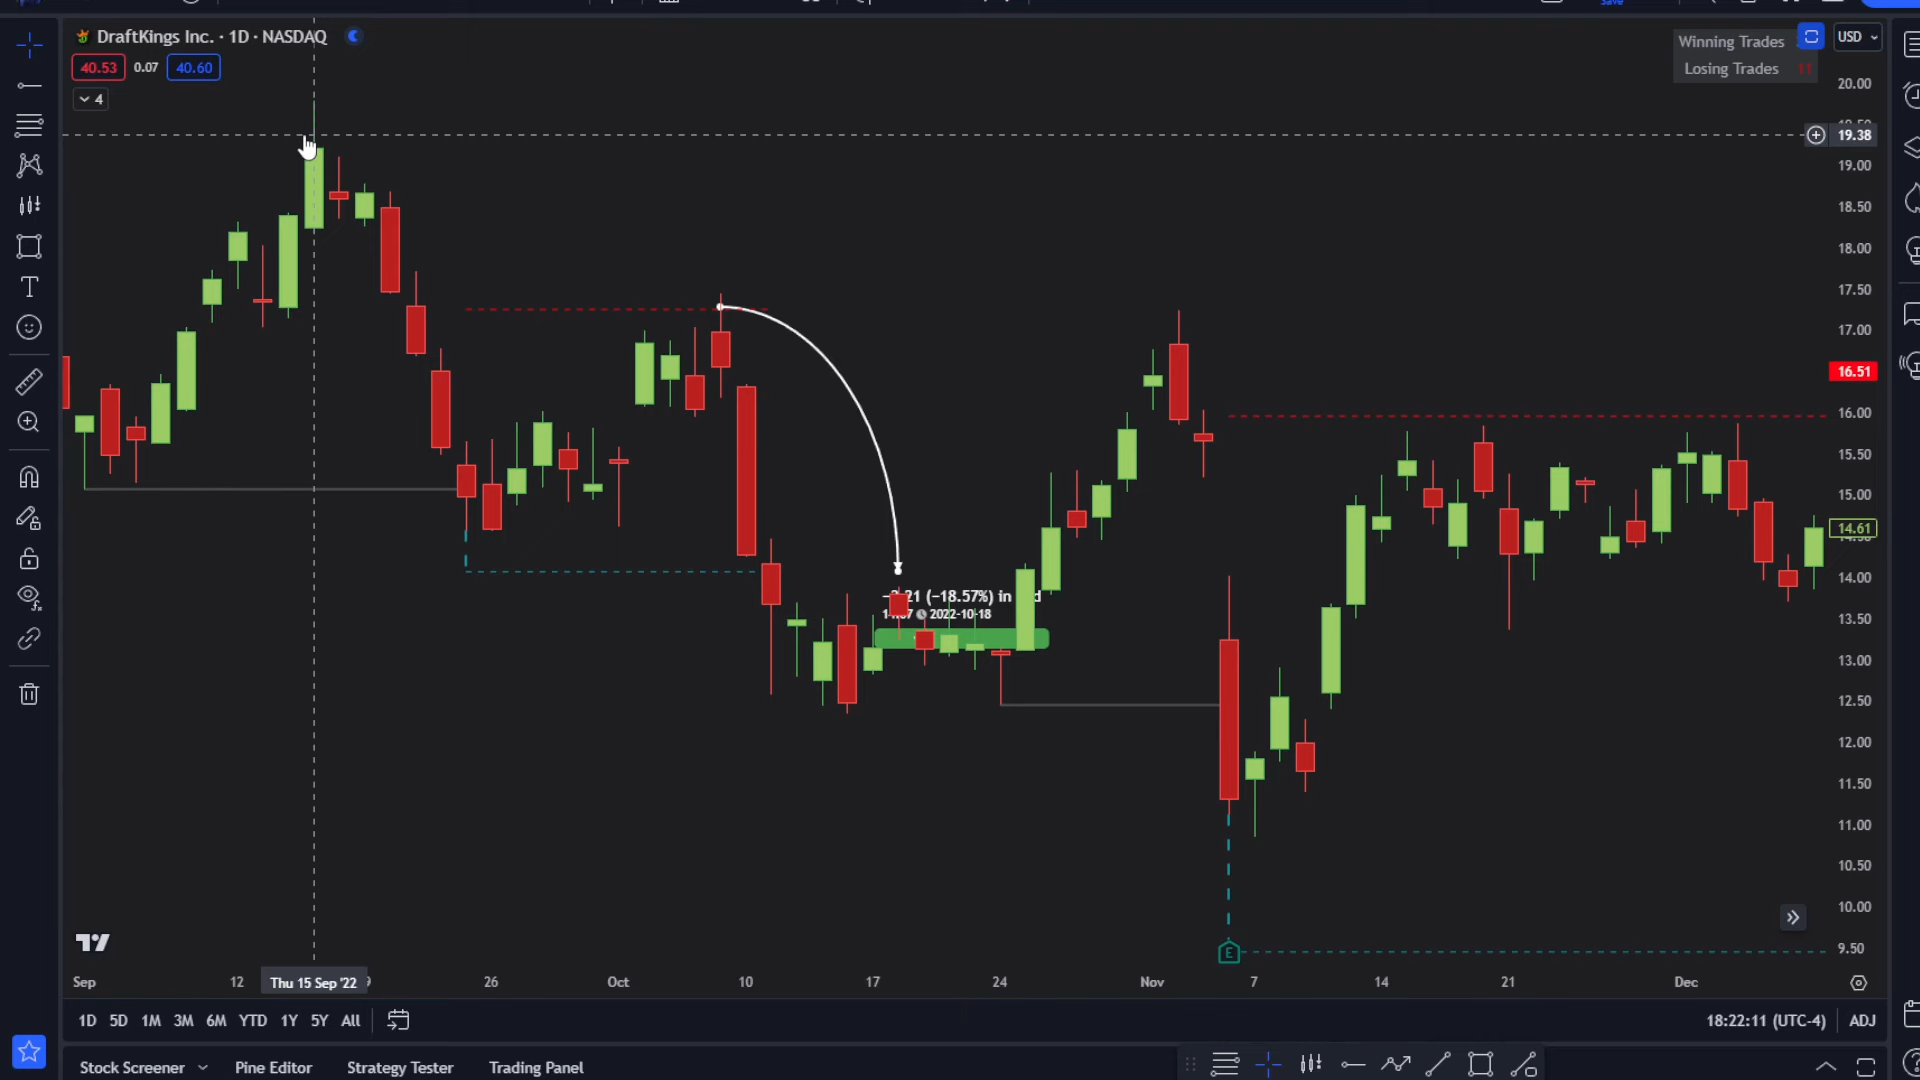 DraftKings Inc. · 1D · NASDAQ
40.53 0.07 40.60
4
Winning Trades
Losing Trades 11
USD
20.00
19.38
19.00
18.50
18.00
17.50
17.00
16.51
16.00
15.50
15.00
14.61
14.00
13.50
13.00
12.50
12.00
11.50
11.00
10.50
10.00
9.50
(−18.57%) in
2022-10-18
E
Sep 12 Thu 15 Sep '22 26 Oct 10 17 24 Nov 7 14 21 Dec
1D 5D 1M 3M 6M YTD 1Y 5Y All
18:22:11 (UTC-4) ADJ
Stock Screener Pine Editor Strategy Tester Trading Panel